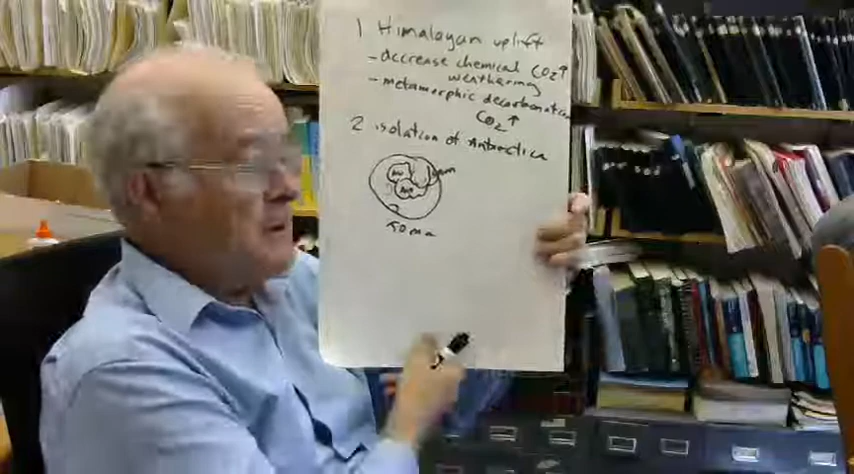 1 Himalayan uplift
- decrease chemical CO2↑
weathering
- metamorphic decarbonation
CO2 ↑
2 isolation of Antarctica
50 ma